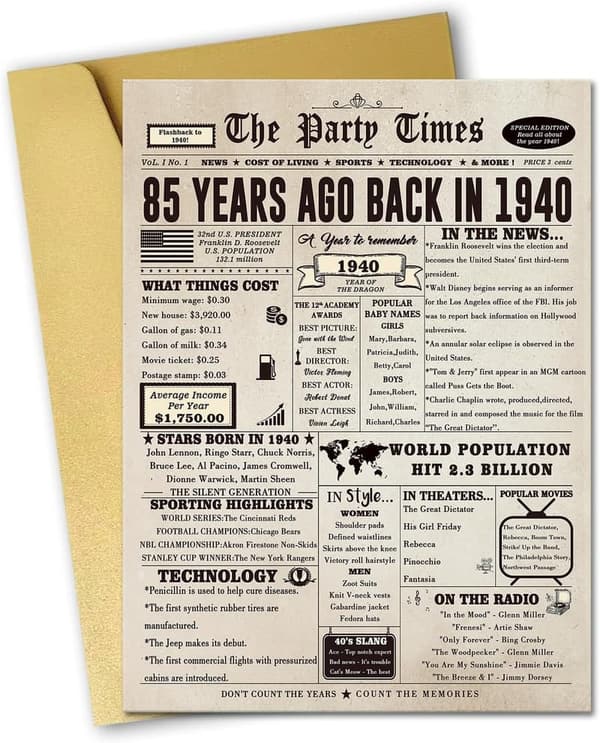 Flashback to
1940!
The Party Times
SPECIAL EDITION
Read all about
the year 1940!
VOL. I No. 1 NEWS ★ COST OF LIVING ★ SPORTS ★ TECHNOLOGY ★ & MORE ! PRICE 3 cents
85 YEARS AGO BACK IN 1940
32nd U.S. PRESIDENT
Franklin D. Roosevelt
U.S. POPULATION
132.1 million
WHAT THINGS COST
Minimum wage: $0.30
New house: $3,920.00
Gallon of gas: $0.11
Gallon of milk: $0.34
Movie ticket: $0.25
Postage stamp: $0.03
Average Income
Per Year
$1,750.00
A Year to remember
1940
YEAR OF
THE DRAGON
THE 12th ACADEMY
AWARDS
BEST PICTURE:
Gone with the Wind
BEST
DIRECTOR:
Victor Fleming
BEST ACTOR:
Robert Donat
BEST ACTRESS
Vivien Leigh
POPULAR
BABY NAMES
GIRLS
Mary,Barbara,
Patricia,Judith,
Betty,Carol
BOYS
James,Robert,
John,William,
Richard,Charles
IN THE NEWS...
*Franklin Roosevelt wins the election and
becomes the United States' first third-term
president.
*Walt Disney begins serving as an informer
for the Los Angeles office of the FBI. His job
was to report back information on Hollywood
subversives.
*An annular solar eclipse is observed in the
United States.
*"Tom & Jerry" first appear in an MGM cartoon
called Puss Gets the Boot.
*Charlie Chaplin wrote, produced,directed,
starred in and composed the music for the film
"The Great Dictator".
★ STARS BORN IN 1940 ★
John Lennon, Ringo Starr, Chuck Norris,
Bruce Lee, Al Pacino, James Cromwell,
Dionne Warwick, Martin Sheen
THE SILENT GENERATION
SPORTING HIGHLIGHTS
WORLD SERIES:The Cincinnati Reds
FOOTBALL CHAMPIONS:Chicago Bears
NBL CHAMPIONSHIP:Akron Firestone Non-Skids
STANLEY CUP WINNER:The New York Rangers
TECHNOLOGY
*Penicillin is used to help cure diseases.
*The first synthetic rubber tires are
manufactured.
*The Jeep makes its debut.
*The first commercial flights with pressurized
cabins are introduced.
WORLD POPULATION
HIT 2.3 BILLION
IN Style...
WOMEN
Shoulder pads
Defined waistlines
Skirts above the knee
Victory roll hairstyle
MEN
Zoot Suits
Knit V-neck vests
Gabardine jacket
Fedora hats
40's SLANG
Ace - Top notch expert
Bad news - It's trouble
Cat's Meow - The best
IN THEATERS...
The Great Dictator
His Girl Friday
Rebecca
Pinocchio
Fantasia
POPULAR MOVIES
The Great Dictator,
Rebecca, Boom Town,
Strike Up the Band,
The Philadelphia Story,
Northwest Passage
ON THE RADIO
"In the Mood" - Glenn Miller
"Frenesi" - Artie Shaw
"Only Forever" - Bing Crosby
"The Woodpecker" - Glenn Miller
"You Are My Sunshine" - Jimmie Davis
"The Breeze & I" - Jimmy Dorsey
DON'T COUNT THE YEARS ★ COUNT THE MEMORIES